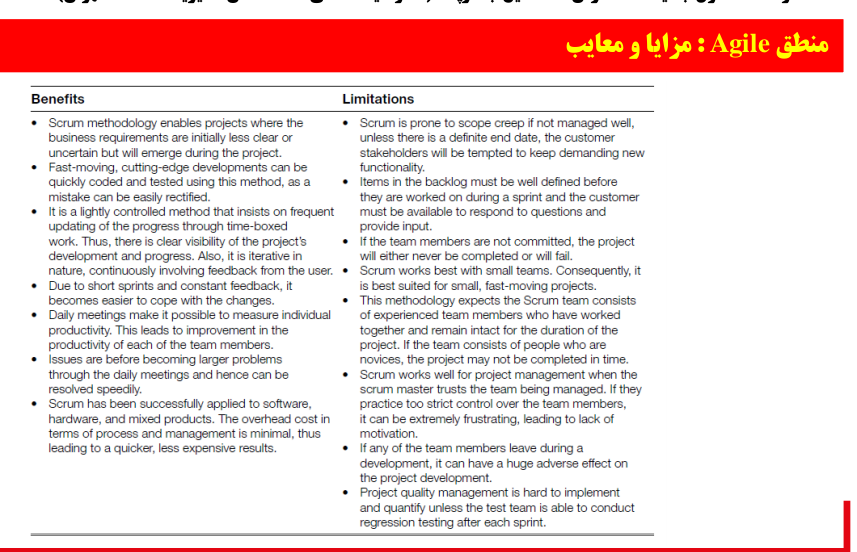 منطق Agile : مزایا و معایب
Benefits
• Scrum methodology enables projects where the
business requirements are initially less clear or
uncertain but will emerge during the project.
• Fast-moving, cutting-edge developments can be
quickly coded and tested using this method, as a
mistake can be easily rectified.
• It is a lightly controlled method that insists on frequent
updating of the progress through time-boxed
work. Thus, there is clear visibility of the project's
development and progress. Also, it is iterative in
nature, continuously involving feedback from the user.
• Due to short sprints and constant feedback, it
becomes easier to cope with the changes.
• Daily meetings make it possible to measure individual
productivity. This leads to improvement in the
productivity of each of the team members.
• Issues are before becoming larger problems
through the daily meetings and hence can be
resolved speedily.
• Scrum has been successfully applied to software,
hardware, and mixed products. The overhead cost in
terms of process and management is minimal, thus
leading to a quicker, less expensive results.
Limitations
• Scrum is prone to scope creep if not managed well,
unless there is a definite end date, the customer
stakeholders will be tempted to keep demanding new
functionality.
• Items in the backlog must be well defined before
they are worked on during a sprint and the customer
must be available to respond to questions and
provide input.
• If the team members are not committed, the project
will either never be completed or will fail.
• Scrum works best with small teams. Consequently, it
is best suited for small, fast-moving projects.
• This methodology expects the Scrum team consists
of experienced team members who have worked
together and remain intact for the duration of the
project. If the team consists of people who are
novices, the project may not be completed in time.
• Scrum works well for project management when the
scrum master trusts the team being managed. If they
practice too strict control over the team members,
it can be extremely frustrating, leading to lack of
motivation.
• If any of the team members leave during a
development, it can have a huge adverse effect on
the project development.
• Project quality management is hard to implement
and quantify unless the test team is able to conduct
regression testing after each sprint.